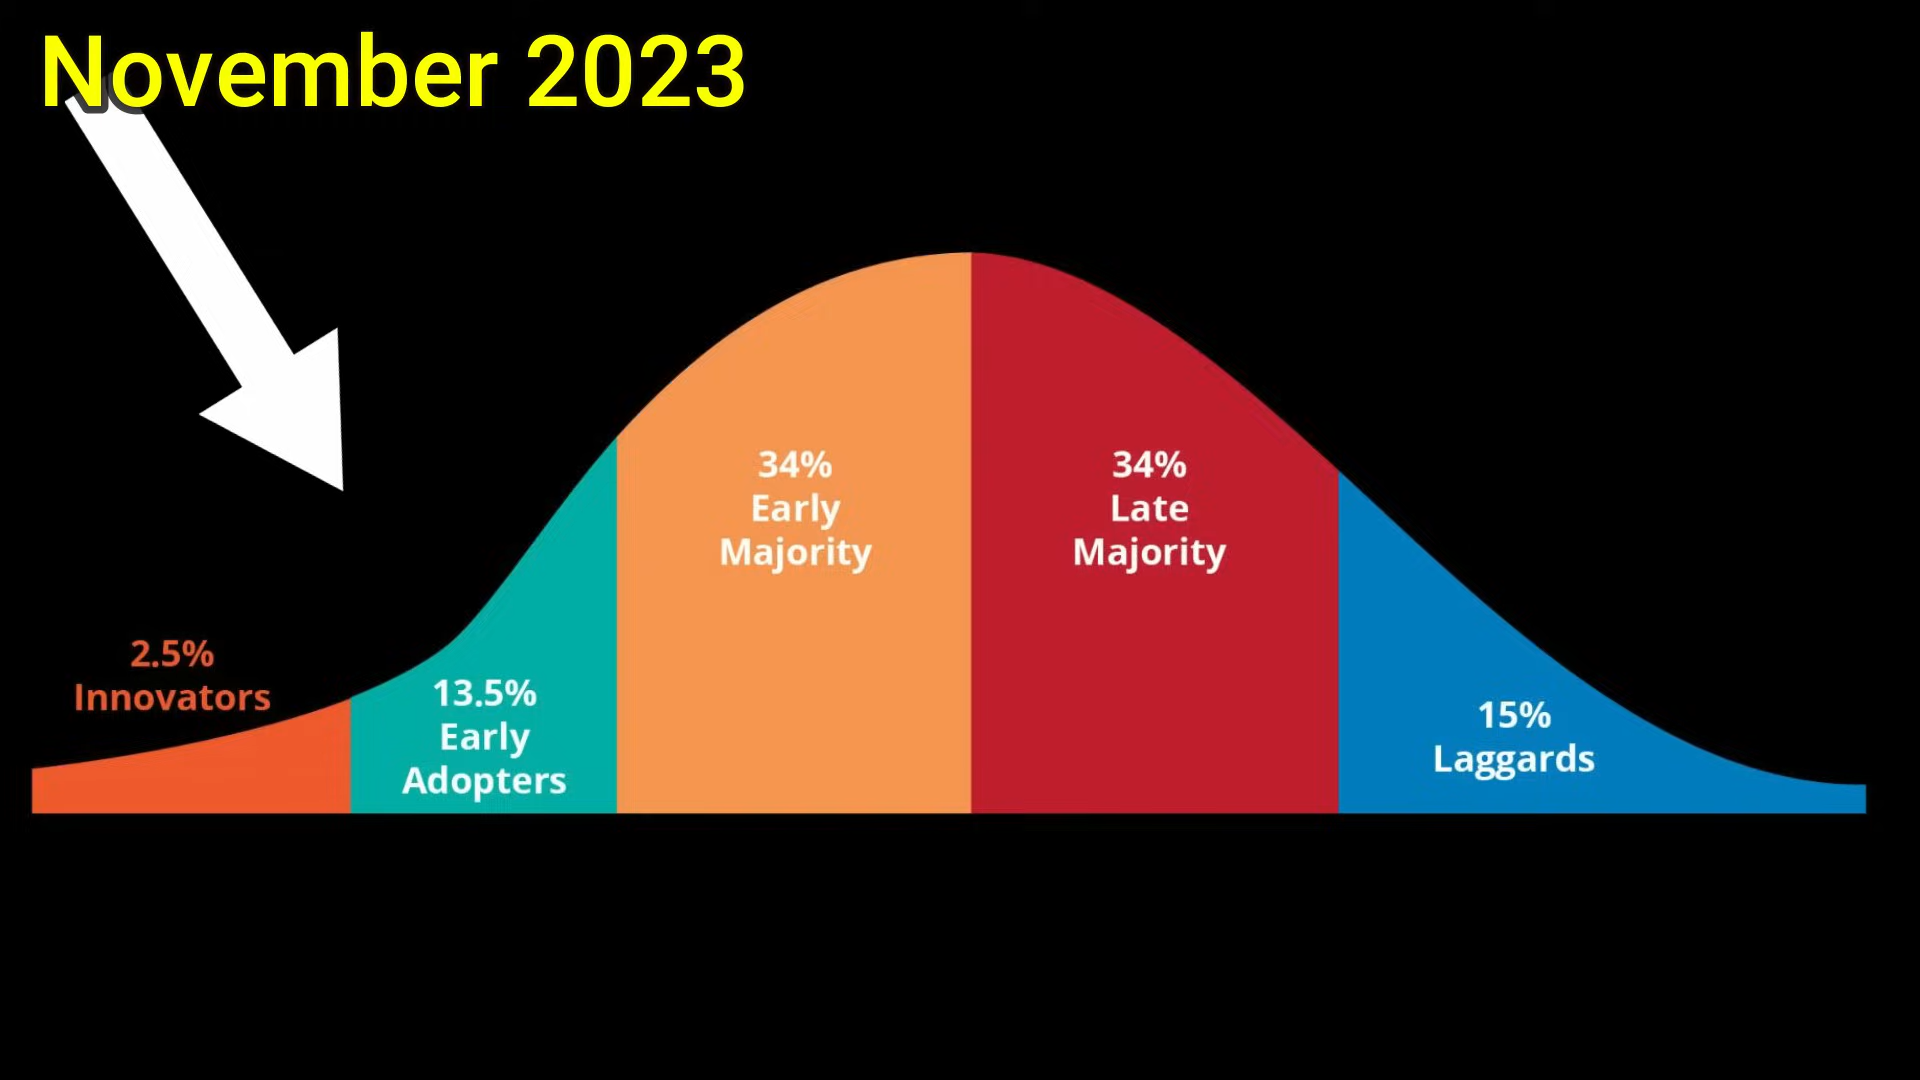 November 2023
34%
Early
Majority
34%
Late
Majority
2.5%
Innovators
13.5%
Early
Adopters
15%
Laggards